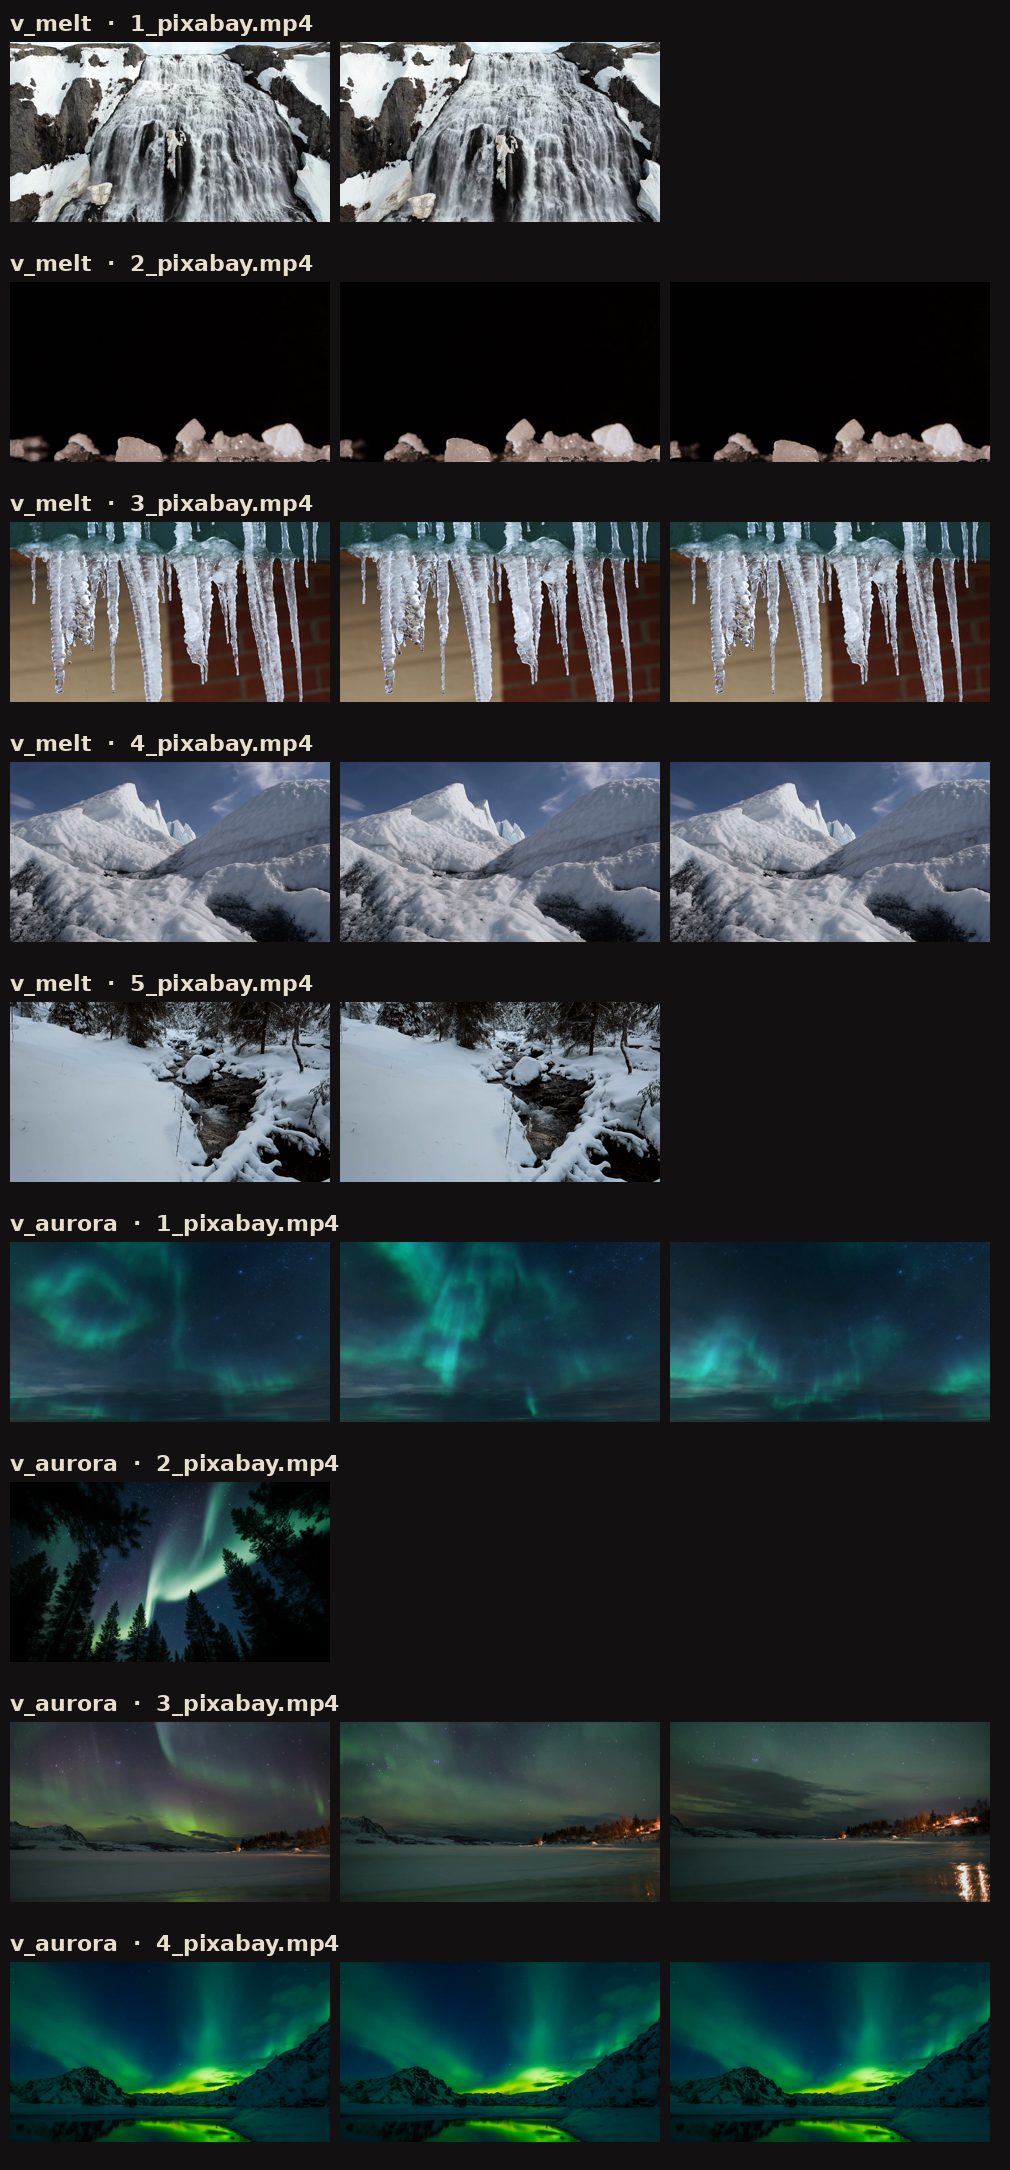 v_melt · 1_pixabay.mp4
v_melt · 2_pixabay.mp4
v_melt · 3_pixabay.mp4
v_melt · 4_pixabay.mp4
v_melt · 5_pixabay.mp4
v_aurora · 1_pixabay.mp4
v_aurora · 2_pixabay.mp4
v_aurora · 3_pixabay.mp4
v_aurora · 4_pixabay.mp4